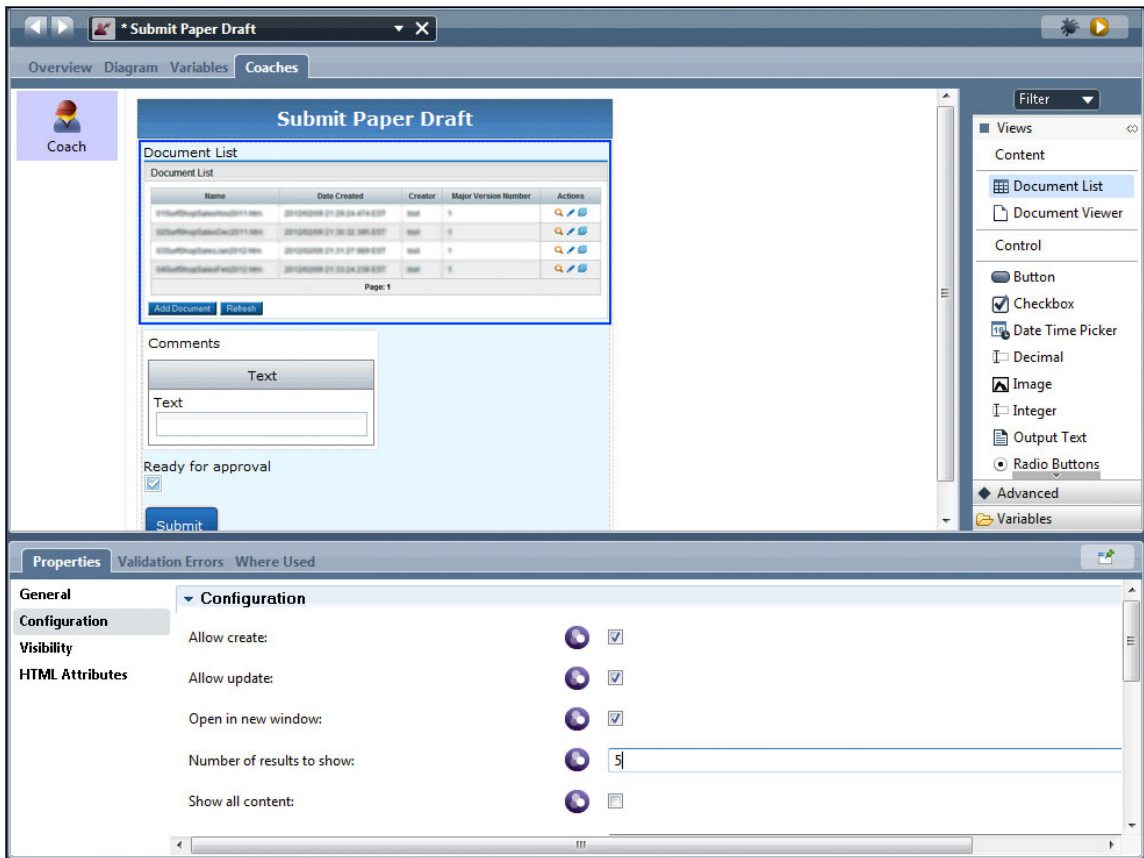 * Submit Paper Draft
Overview Diagram Variables Coaches
Coach
Submit Paper Draft
Document List
Document List
Name Date Created Creator Major Version Number Actions
Page: 1
Add Document Refresh
Comments
Text
Text
Ready for approval
Submit
Filter
Views
Content
Document List
Document Viewer
Control
Button
Checkbox
Date Time Picker
Decimal
Image
Integer
Output Text
Radio Buttons
Advanced
Variables
Properties Validation Errors Where Used
General
Configuration
Visibility
HTML Attributes
Configuration
Allow create:
Allow update:
Open in new window:
Number of results to show: 5
Show all content: